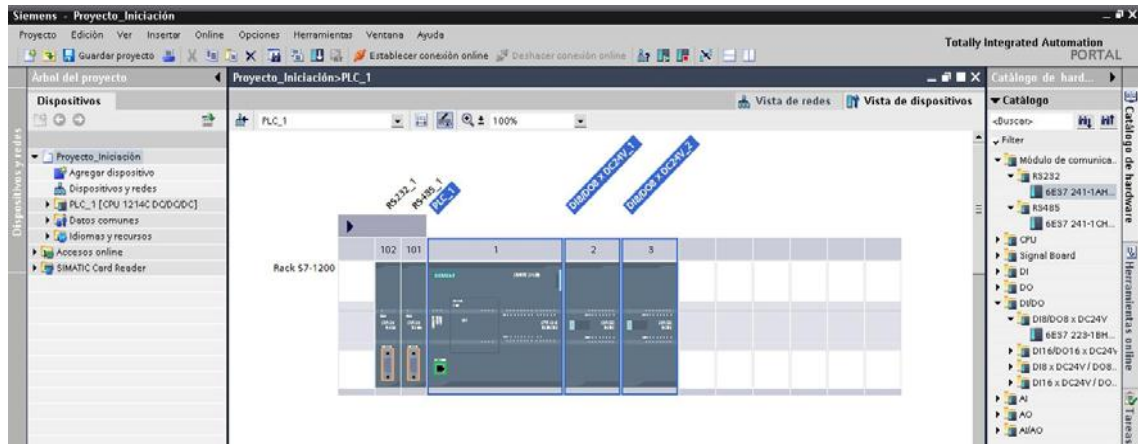 Siemens - Proyecto_Iniciación
Proyecto Edición Ver Insertar Online Opciones Herramientas Ventana Ayuda
Guardar proyecto Establecer conexión online Deshacer conexión online
Totally Integrated Automation
PORTAL
Árbol del proyecto
Dispositivos
Dispositivos y redes
Proyecto_Iniciación
Agregar dispositivo
Dispositivos y redes
PLC_1 [CPU 1214C DC/DC/DC]
Datos comunes
Idiomas y recursos
Accesos online
SIMATIC Card Reader
Proyecto_Iniciación>PLC_1
Vista de redes Vista de dispositivos
PLC_1 100%
RS232_1
RS485_1
PLC_1
DI8/DO8 x DC24V_1
DI8/DO8 x DC24V_2
102 101 1 2 3
Rack S7-1200
SIEMENS
Catálogo de hard...
Catálogo
<Buscar>
Filter
Módulo de comunica..
RS232
6ES7 241-1AH...
RS485
6ES7 241-1CH...
CPU
Signal Board
DI
DO
DI/DO
DI8/DO8 x DC24V
6ES7 223-1BH...
DI16/DO16 x DC24V
DI8 x DC24V / DO8..
DI16 x DC24V / DO..
AI
AO
AI/AO
Catálogo de hardware
Herramientas online
Tareas